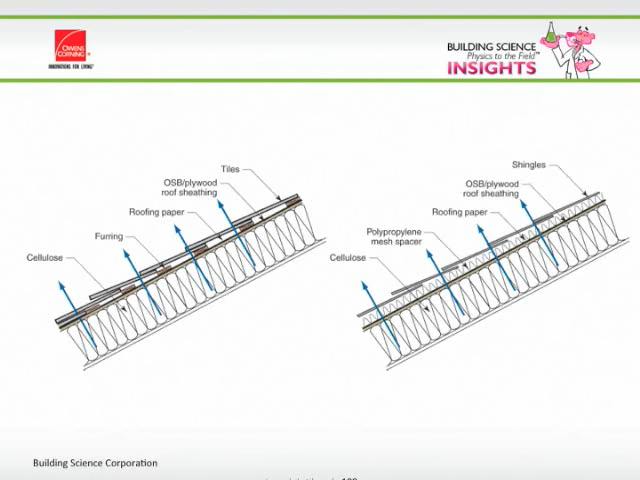 OWENS
CORNING
INNOVATIONS FOR LIVING
BUILDING SCIENCE
Physics to the Field™
INSIGHTS
Tiles
OSB/plywood
roof sheathing
Roofing paper
Furring
Cellulose
Shingles
OSB/plywood
roof sheathing
Roofing paper
Polypropylene
mesh spacer
Cellulose
Building Science Corporation